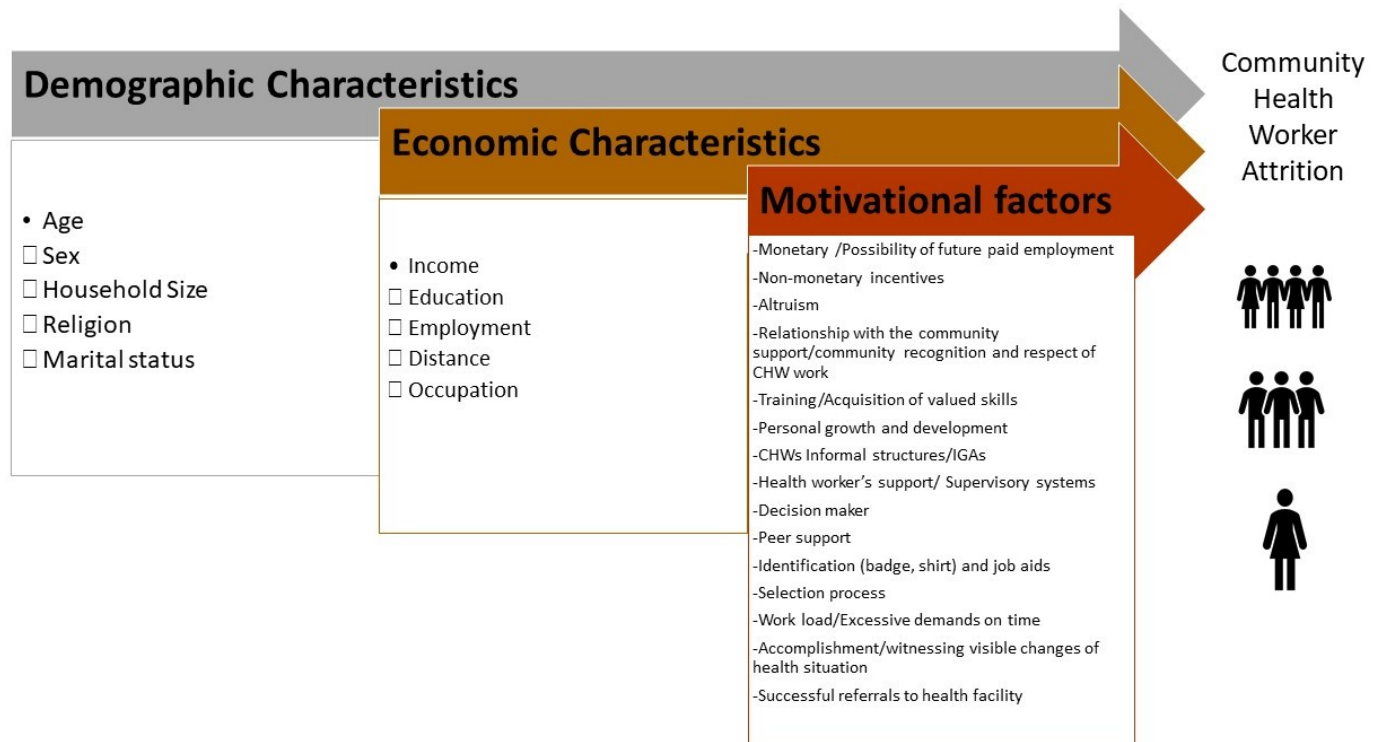 Demographic Characteristics
• Age
□ Sex
□ Household Size
□ Religion
□ Marital status
Economic Characteristics
• Income
□ Education
□ Employment
□ Distance
□ Occupation
Motivational factors
-Monetary /Possibility of future paid employment
-Non-monetary incentives
-Altruism
-Relationship with the community
support/community recognition and respect of
CHW work
-Training/Acquisition of valued skills
-Personal growth and development
-CHWs Informal structures/IGAs
-Health worker’s support/ Supervisory systems
-Decision maker
-Peer support
-Identification (badge, shirt) and job aids
-Selection process
-Work load/Excessive demands on time
-Accomplishment/witnessing visible changes of
health situation
-Successful referrals to health facility
Community
Health
Worker
Attrition